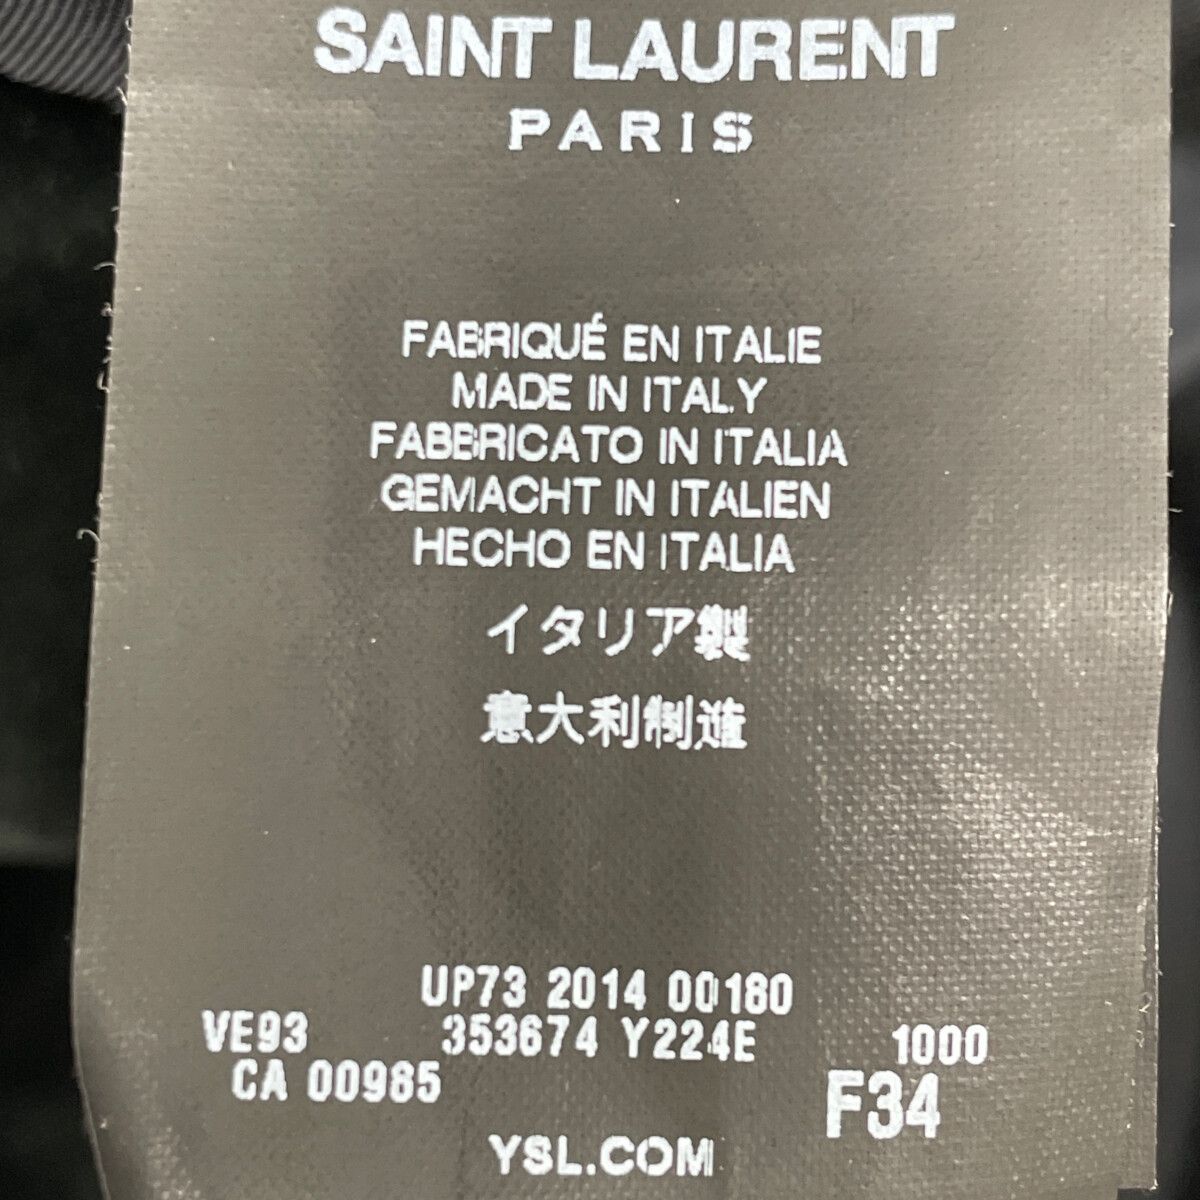 SAINT LAURENT
PARIS
FABRIQUÉ EN ITALIE
MADE IN ITALY
FABBRICATO IN ITALIA
GEMACHT IN ITALIEN
HECHO EN ITALIA
イタリア製
意大利制造
UP73 2014 00180
VE93 353674 Y224E 1000
CA 00985 F34
YSL.COM